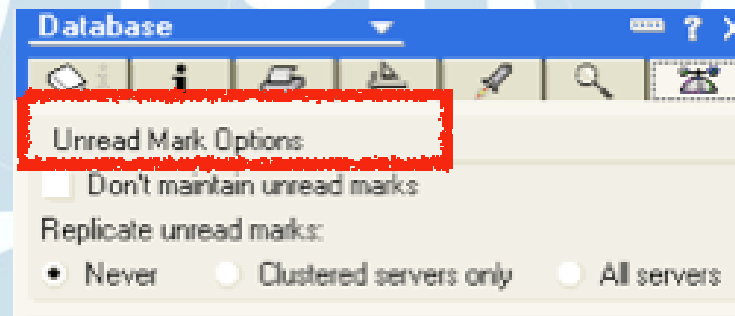 Database ?
i
Unread Mark Options
Don't maintain unread marks
Replicate unread marks:
Never Clustered servers only All servers